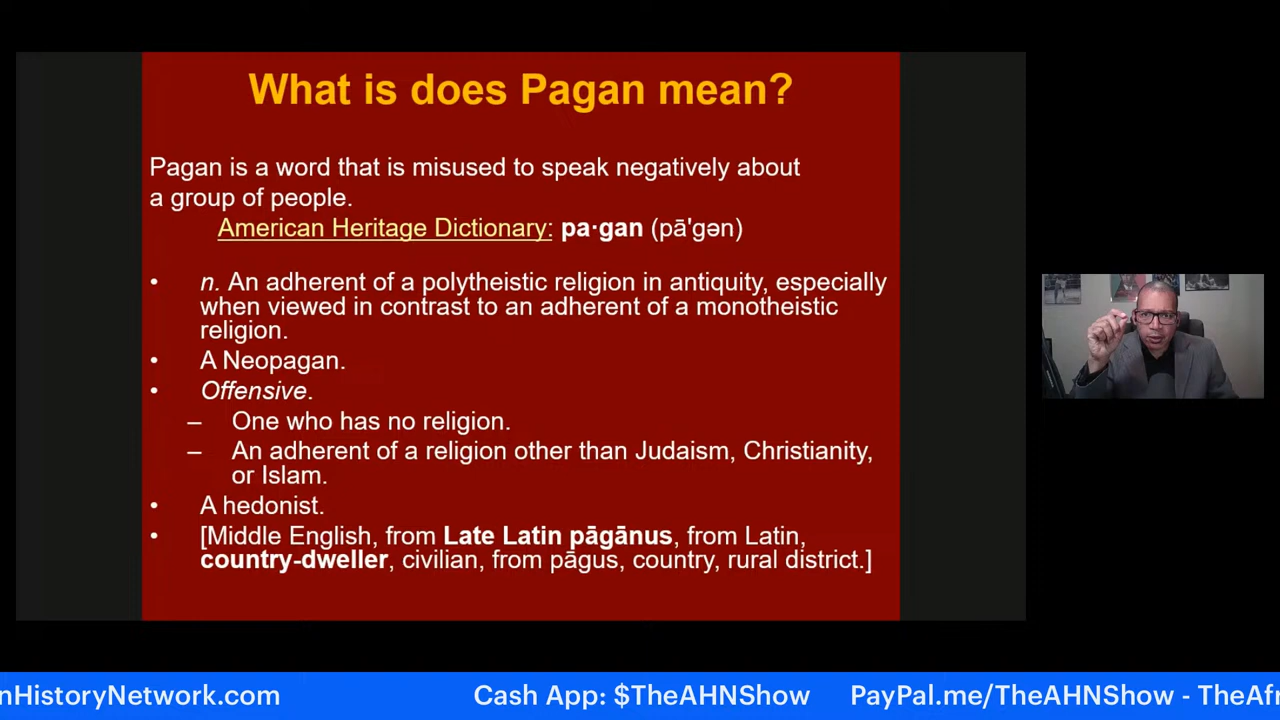 What is does Pagan mean?
Pagan is a word that is misused to speak negatively about
a group of people.
American Heritage Dictionary: pa·gan (pā'gən)
• n. An adherent of a polytheistic religion in antiquity, especially
when viewed in contrast to an adherent of a monotheistic
religion.
• A Neopagan.
• Offensive.
– One who has no religion.
– An adherent of a religion other than Judaism, Christianity,
or Islam.
• A hedonist.
• [Middle English, from Late Latin pāgānus, from Latin,
country-dweller, civilian, from pāgus, country, rural district.]
nHistoryNetwork.com Cash App: $TheAHNShow PayPal.me/TheAHNShow - TheAfr